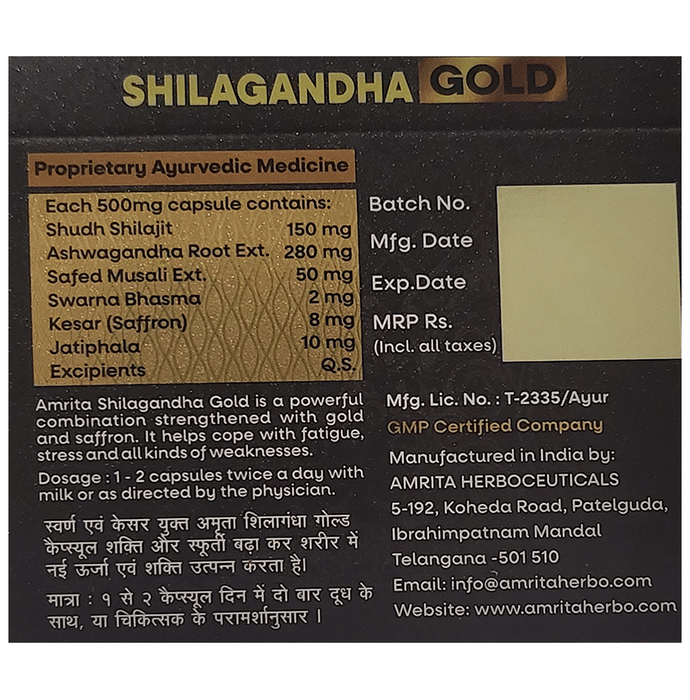 SHILAGANDHA GOLD
Proprietary Ayurvedic Medicine
Each 500mg capsule contains:
Shudh Shilajit 150 mg
Ashwagandha Root Ext. 280 mg
Safed Musali Ext. 50 mg
Swarna Bhasma 2 mg
Kesar (Saffron) 8 mg
Jatiphala 10 mg
Excipients Q.S.
Amrita Shilagandha Gold is a powerful
combination strengthened with gold
and saffron. It helps cope with fatigue,
stress and all kinds of weaknesses.
Dosage : 1 - 2 capsules twice a day with
milk or as directed by the physician.
स्वर्ण एवं केसर युक्त अमृता शिलागंधा गोल्ड
कैप्स्यूल शक्ति और स्फूर्ती बढ़ा कर शरीर में
नई ऊर्जा एवं शक्ति उत्पन्न करता है।
मात्रा : १ से २ कैप्स्यूल दिन में दो बार दूध के
साथ, या चिकित्सक के परामर्शानुसार ।
Batch No.
Mfg. Date
Exp.Date
MRP Rs.
(Incl. all taxes)
Mfg. Lic. No. : T-2335/Ayur
GMP Certified Company
Manufactured in India by:
AMRITA HERBOCEUTICALS
5-192, Koheda Road, Patelguda,
Ibrahimpatnam Mandal
Telangana -501 510
Email: info@amritaherbo.com
Website: www.amritaherbo.com